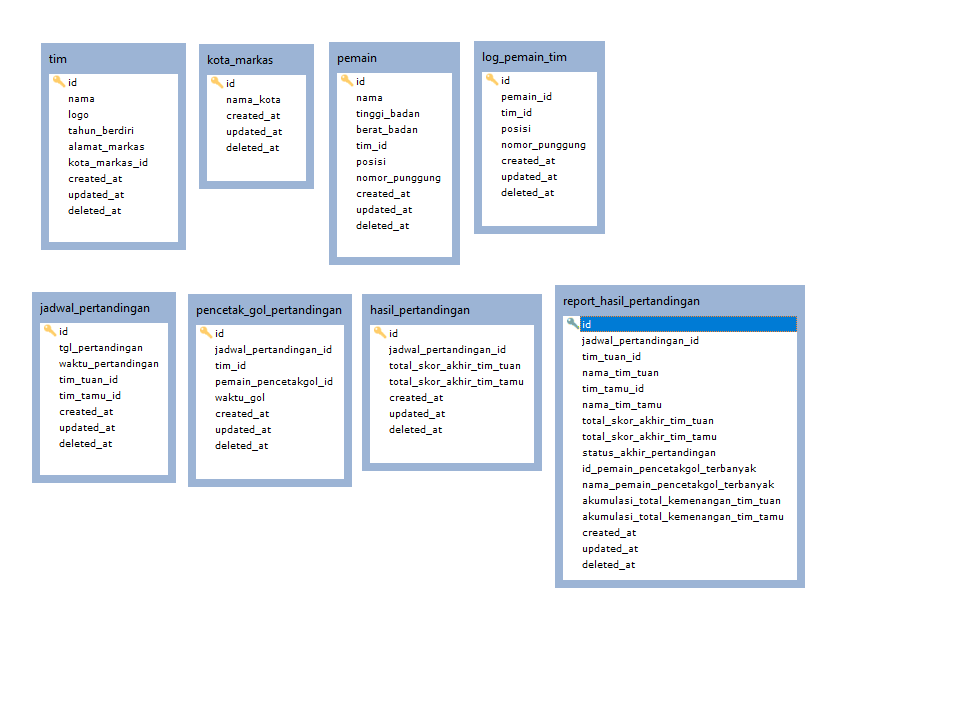 tim
id
nama
logo
tahun_berdiri
alamat_markas
kota_markas_id
created_at
updated_at
deleted_at
kota_markas
id
nama_kota
created_at
updated_at
deleted_at
pemain
id
nama
tinggi_badan
berat_badan
tim_id
posisi
nomor_punggung
created_at
updated_at
deleted_at
log_pemain_tim
id
pemain_id
tim_id
posisi
nomor_punggung
created_at
updated_at
deleted_at
jadwal_pertandingan
id
tgl_pertandingan
waktu_pertandingan
tim_tuan_id
tim_tamu_id
created_at
updated_at
deleted_at
pencetak_gol_pertandingan
id
jadwal_pertandingan_id
tim_id
pemain_pencetakgol_id
waktu_gol
created_at
updated_at
deleted_at
hasil_pertandingan
id
jadwal_pertandingan_id
total_skor_akhir_tim_tuan
total_skor_akhir_tim_tamu
created_at
updated_at
deleted_at
report_hasil_pertandingan
id
jadwal_pertandingan_id
tim_tuan_id
nama_tim_tuan
tim_tamu_id
nama_tim_tamu
total_skor_akhir_tim_tuan
total_skor_akhir_tim_tamu
status_akhir_pertandingan
id_pemain_pencetakgol_terbanyak
nama_pemain_pencetakgol_terbanyak
akumulasi_total_kemenangan_tim_tuan
akumulasi_total_kemenangan_tim_tamu
created_at
updated_at
deleted_at